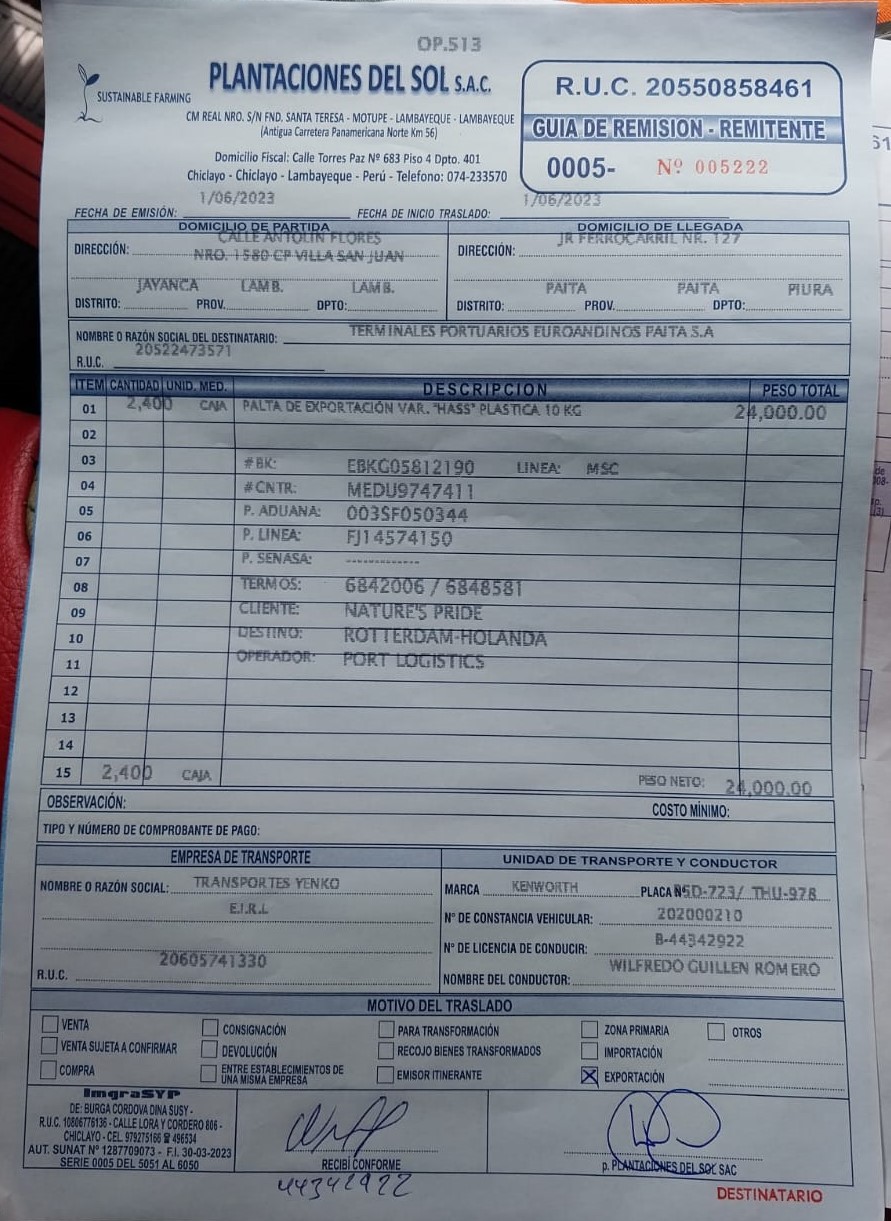 OP.513
SUSTAINABLE FARMING
PLANTACIONES DEL SOL S.A.C.
CM REAL NRO. S/N FND. SANTA TERESA - MOTUPE - LAMBAYEQUE - LAMBAYEQUE
(Antigua Carretera Panamericana Norte Km 56)
Domicilio Fiscal: Calle Torres Paz Nº 683 Piso 4 Dpto. 401
Chiclayo - Chiclayo - Lambayeque - Perú - Telefono: 074-233570
R.U.C. 20550858461
GUIA DE REMISION - REMITENTE
0005- Nº 005222
FECHA DE EMISIÓN: 1/06/2023 FECHA DE INICIO TRASLADO: 1/06/2023
DOMICILIO DE PARTIDA
DIRECCIÓN: CALLE ANTOLIN FLORES
NRO. 1580 CP VILLA SAN JUAN
JAYANCA LAMB. LAMB.
DISTRITO: PROV. DPTO:
DOMICILIO DE LLEGADA
DIRECCIÓN: JR FERROCARRIL NR. 127
PAITA PAITA PIURA
DISTRITO: PROV. DPTO:
NOMBRE O RAZÓN SOCIAL DEL DESTINATARIO: TERMINALES PORTUARIOS EUROANDINOS PAITA S.A
R.U.C. 20522473571
ITEM CANTIDAD UNID. MED. DESCRIPCION PESO TOTAL
01 2,400 CAJA PALTA DE EXPORTACIÓN VAR. "HASS" PLASTICA 10 KG 24,000.00
02
03 #BK: EBKG05812190 LINEA: MSC
04 #CNTR: MEDU9747411
05 P. ADUANA: 003SF050344
06 P. LINEA: FJ14574150
07 P. SENASA: -------------
08 TERMOS: 6842006 / 6848581
09 CLIENTE: NATURE'S PRIDE
10 DESTINO: ROTTERDAM-HOLANDA
11 OPERADOR: PORT LOGISTICS
12
13
14
15 2,400 CAJA PESO NETO: 24,000.00
OBSERVACIÓN: COSTO MÍNIMO:
TIPO Y NÚMERO DE COMPROBANTE DE PAGO:
EMPRESA DE TRANSPORTE
NOMBRE O RAZÓN SOCIAL: TRANSPORTES YENKO
E.I.R.L
R.U.C. 20605741330
UNIDAD DE TRANSPORTE Y CONDUCTOR
MARCA KENWORTH PLACA NSD-723/ THU-978
Nº DE CONSTANCIA VEHICULAR: 202000210
Nº DE LICENCIA DE CONDUCIR: B-44342922
NOMBRE DEL CONDUCTOR: WILFREDO GUILLEN ROMERO
MOTIVO DEL TRASLADO
VENTA CONSIGNACIÓN PARA TRANSFORMACIÓN ZONA PRIMARIA OTROS
VENTA SUJETA A CONFIRMAR DEVOLUCIÓN RECOJO BIENES TRANSFORMADOS IMPORTACIÓN
COMPRA ENTRE ESTABLECIMIENTOS DE UNA MISMA EMPRESA EMISOR ITINERANTE X EXPORTACIÓN
ImgraSYP
DE: BURGA CORDOVA DINA SUSY -
R.U.C. 10806776136 - CALLE LORA Y CORDERO 806 -
CHICLAYO - CEL. 979275166 ☎ 496534
AUT. SUNAT Nº 1287709073 - F.I. 30-03-2023
SERIE 0005 DEL 5051 AL 6050
RECIBÍ CONFORME
44342922
p. PLANTACIONES DEL SOL SAC
DESTINATARIO